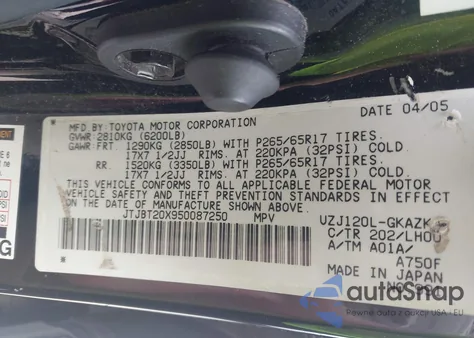 DATE 04/05
MFD. BY TOYOTA MOTOR CORPORATION
GVWR: 2810KG (6200LB)
GAWR: FRT. 1290KG (2850LB) WITH P265/65R17 TIRES,
17X7 1/2JJ RIMS, AT 220KPA (32PSI) COLD.
RR. 1520KG (3350LB) WITH P265/65R17 TIRES,
17X7 1/2JJ RIMS, AT 220KPA (32PSI) COLD.
THIS VEHICLE CONFORMS TO ALL APPLICABLE FEDERAL MOTOR
VEHICLE SAFETY AND THEFT PREVENTION STANDARDS IN EFFECT
ON THE DATE OF MANUFACTURE SHOWN ABOVE.
JTJBT20X950087250 MPV
UZJ120L-GKAZK
C/TR 202/LH00
A/TM A01A/
A750F
MADE IN JAPAN
autoSnap
Pewne auta z aukcji USA i